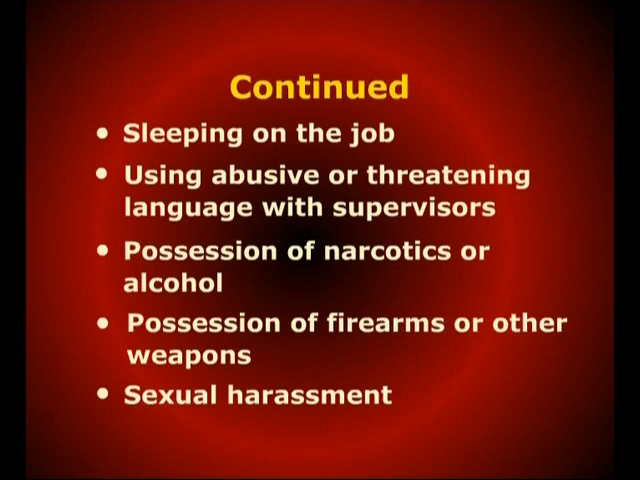 Continued
• Sleeping on the job
• Using abusive or threatening
language with supervisors
• Possession of narcotics or
alcohol
• Possession of firearms or other
weapons
• Sexual harassment